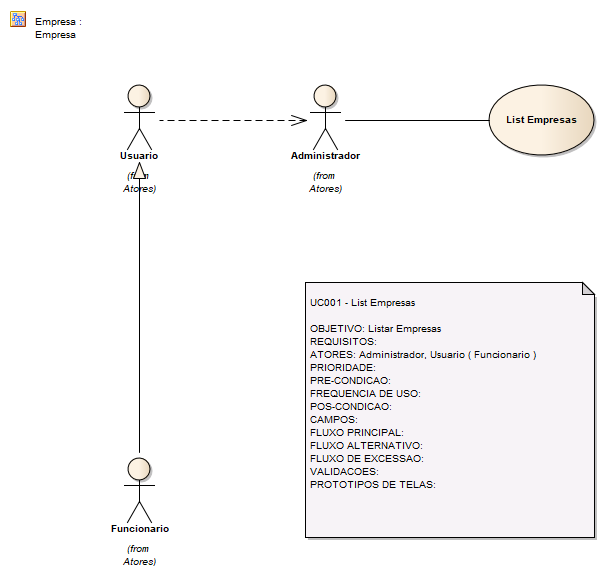 Empresa :
Empresa
Usuario
(from
Atores)
Administrador
(from
Atores)
List Empresas
UC001 - List Empresas
OBJETIVO: Listar Empresas
REQUISITOS:
ATORES: Administrador, Usuario ( Funcionario )
PRIORIDADE:
PRE-CONDICAO:
FREQUENCIA DE USO:
POS-CONDICAO:
CAMPOS:
FLUXO PRINCIPAL:
FLUXO ALTERNATIVO:
FLUXO DE EXCESSAO:
VALIDACOES:
PROTOTIPOS DE TELAS:
Funcionario
(from
Atores)